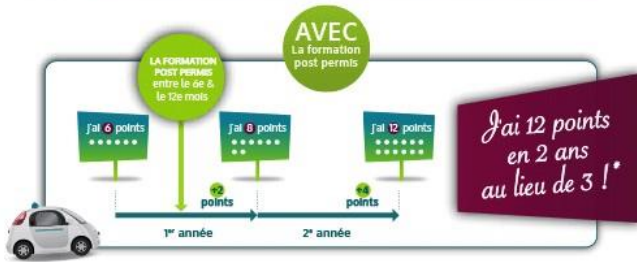 AVEC
La formation
post permis
LA FORMATION
POST PERMIS
entre le 6e &
le 12e mois
J'ai 6 points
J'ai 8 points
J'ai 12 points
J'ai 12 points
en 2 ans
au lieu de 3 !*
+2
points
+4
points
1er année
2e année